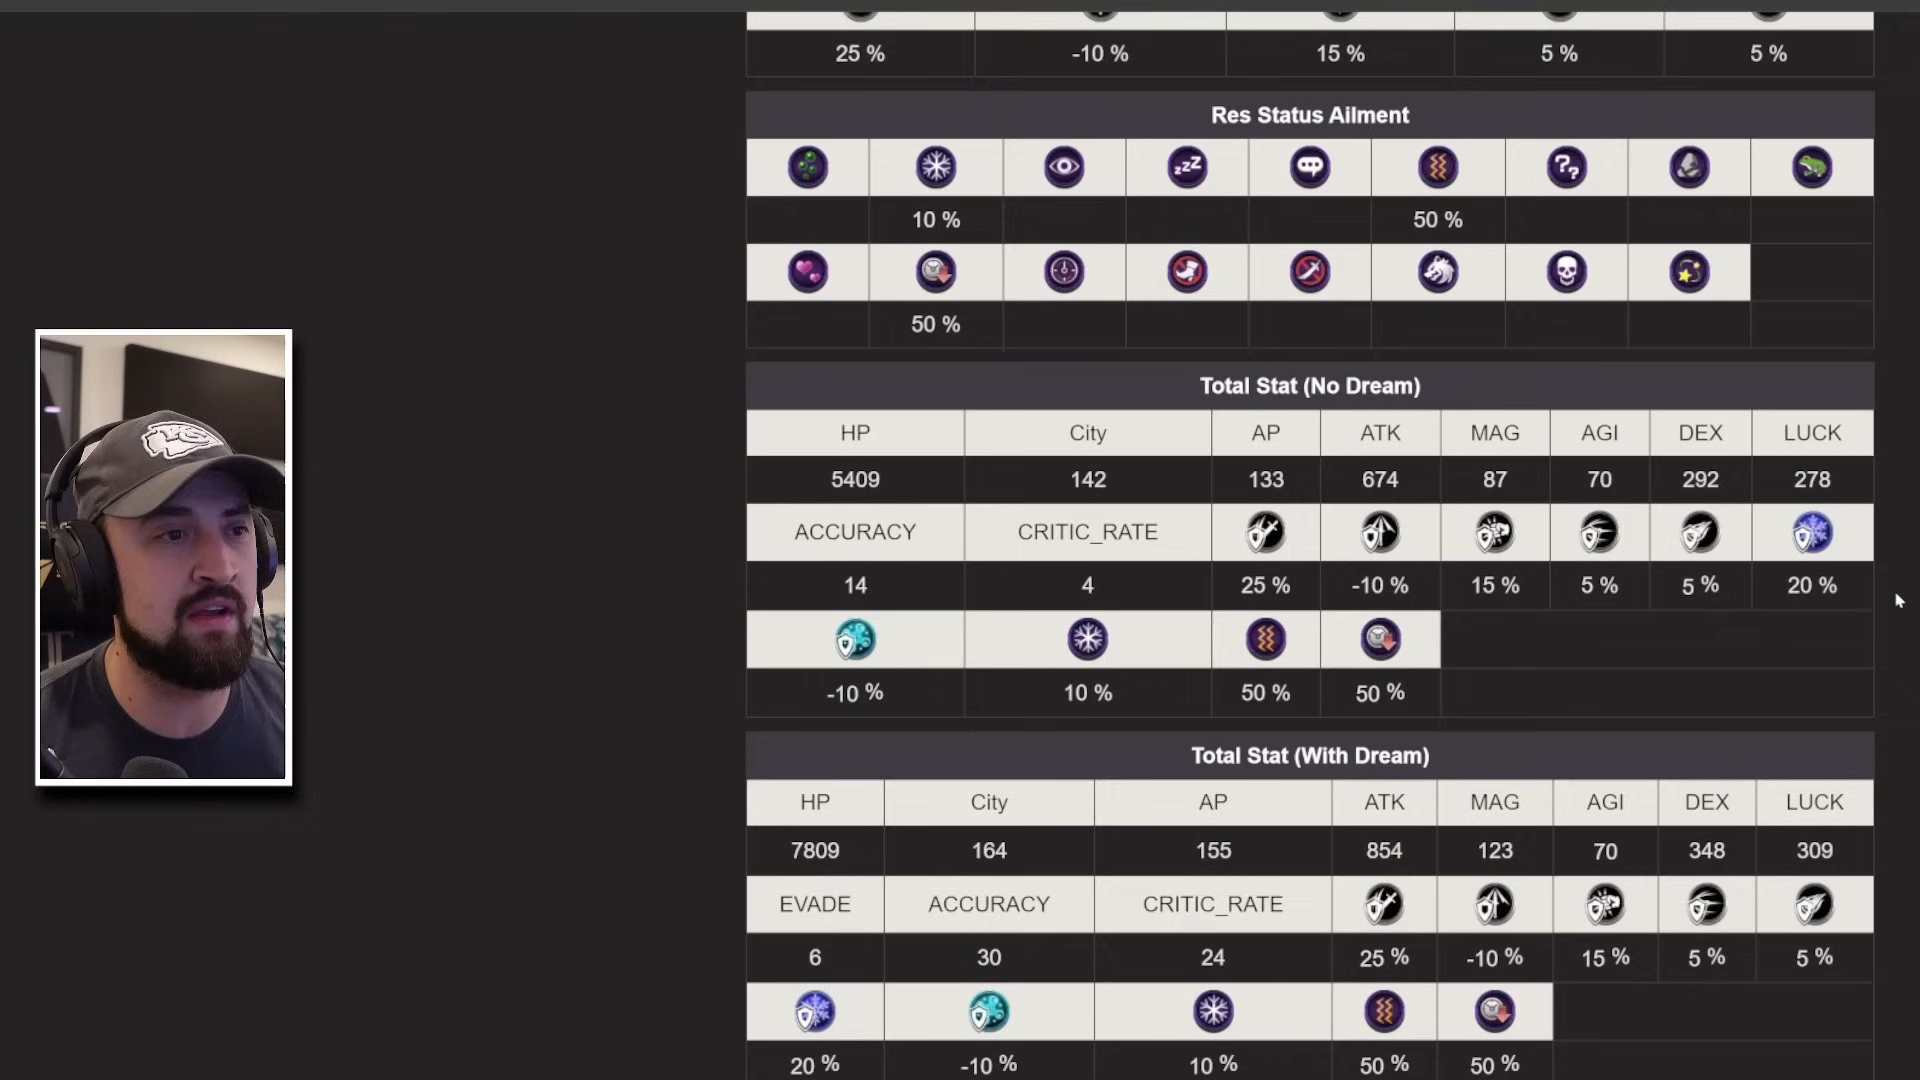 25 % -10 % 15 % 5 % 5 %
Res Status Ailment
zzZ ??
10 % 50 %
50 %
Total Stat (No Dream)
HP City AP ATK MAG AGI DEX LUCK
5409 142 133 674 87 70 292 278
ACCURACY CRITIC_RATE
14 4 25 % -10 % 15 % 5 % 5 % 20 %
-10 % 10 % 50 % 50 %
Total Stat (With Dream)
HP City AP ATK MAG AGI DEX LUCK
7809 164 155 854 123 70 348 309
EVADE ACCURACY CRITIC_RATE
6 30 24 25 % -10 % 15 % 5 % 5 %
20 % -10 % 10 % 50 % 50 %